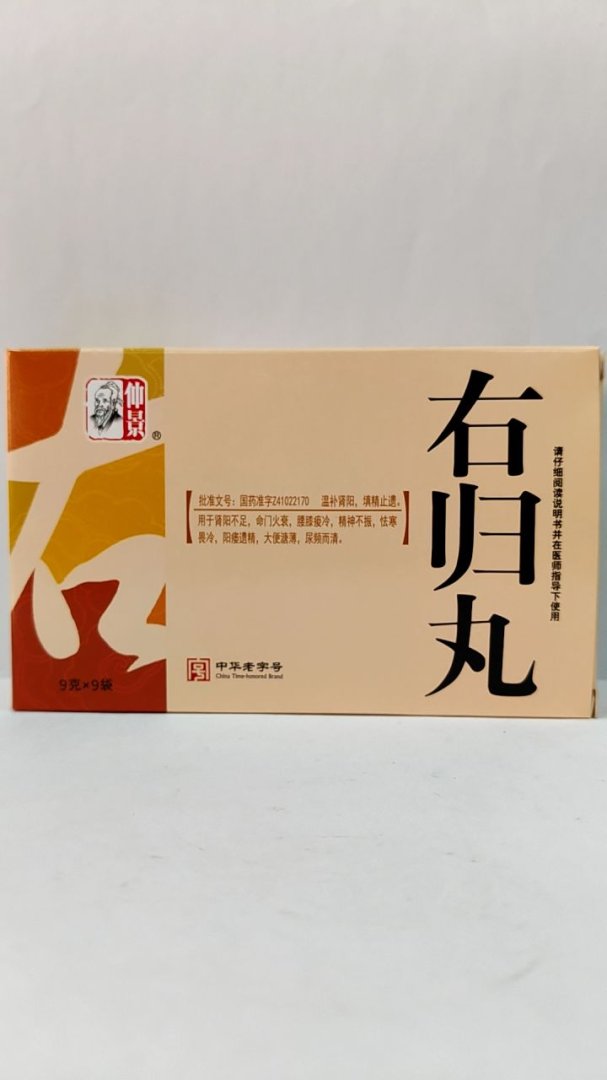 仲景
®
批准文号：国药准字Z41022170 温补肾阳，填精止遗。
用于肾阳不足，命门火衰，腰膝痠冷，精神不振，怯寒
畏冷，阳痿遗精，大便溏薄，尿频而清。
右归丸
请仔细阅读说明书并在医师指导下使用
9克×9袋
中华老字号
China Time-honored Brand